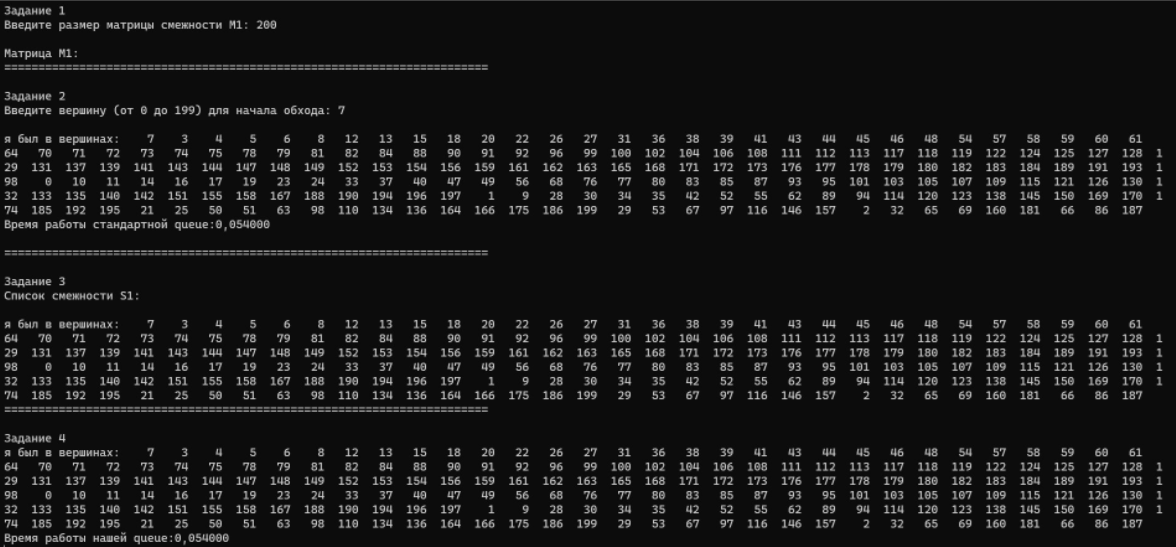 Задание 1
Введите размер матрицы смежности M1: 200
Матрица M1:
========================================================================
Задание 2
Введите вершину (от 0 до 199) для начала обхода: 7
я был в вершинах: 7 3 4 5 6 8 12 13 15 18 20 22 26 27 31 36 38 39 41 43 44 45 46 48 54 57 58 59 60 61
64 70 71 72 73 74 75 78 79 81 82 84 88 90 91 92 96 99 100 102 104 106 108 111 112 113 117 118 119 122 124 125 127 128 1
29 131 137 139 141 143 144 147 148 149 152 153 154 156 159 161 162 163 165 168 171 172 173 176 177 178 179 180 182 183 184 189 191 193 1
98 0 10 11 14 16 17 19 23 24 33 37 40 47 49 56 68 76 77 80 83 85 87 93 95 101 103 105 107 109 115 121 126 130 1
32 133 135 140 142 151 155 158 167 188 190 194 196 197 1 9 28 30 34 35 42 52 55 62 89 94 114 120 123 138 145 150 169 170 1
74 185 192 195 21 25 50 51 63 98 110 134 136 164 166 175 186 199 29 53 67 97 116 146 157 2 32 65 69 160 181 66 86 187
Время работы стандартной queue:0,054000
========================================================================
Задание 3
Список смежности S1:
я был в вершинах: 7 3 4 5 6 8 12 13 15 18 20 22 26 27 31 36 38 39 41 43 44 45 46 48 54 57 58 59 60 61
64 70 71 72 73 74 75 78 79 81 82 84 88 90 91 92 96 99 100 102 104 106 108 111 112 113 117 118 119 122 124 125 127 128 1
29 131 137 139 141 143 144 147 148 149 152 153 154 156 159 161 162 163 165 168 171 172 173 176 177 178 179 180 182 183 184 189 191 193 1
98 0 10 11 14 16 17 19 23 24 33 37 40 47 49 56 68 76 77 80 83 85 87 93 95 101 103 105 107 109 115 121 126 130 1
32 133 135 140 142 151 155 158 167 188 190 194 196 197 1 9 28 30 34 35 42 52 55 62 89 94 114 120 123 138 145 150 169 170 1
74 185 192 195 21 25 50 51 63 98 110 134 136 164 166 175 186 199 29 53 67 97 116 146 157 2 32 65 69 160 181 66 86 187
========================================================================
Задание 4
я был в вершинах: 7 3 4 5 6 8 12 13 15 18 20 22 26 27 31 36 38 39 41 43 44 45 46 48 54 57 58 59 60 61
64 70 71 72 73 74 75 78 79 81 82 84 88 90 91 92 96 99 100 102 104 106 108 111 112 113 117 118 119 122 124 125 127 128 1
29 131 137 139 141 143 144 147 148 149 152 153 154 156 159 161 162 163 165 168 171 172 173 176 177 178 179 180 182 183 184 189 191 193 1
98 0 10 11 14 16 17 19 23 24 33 37 40 47 49 56 68 76 77 80 83 85 87 93 95 101 103 105 107 109 115 121 126 130 1
32 133 135 140 142 151 155 158 167 188 190 194 196 197 1 9 28 30 34 35 42 52 55 62 89 94 114 120 123 138 145 150 169 170 1
74 185 192 195 21 25 50 51 63 98 110 134 136 164 166 175 186 199 29 53 67 97 116 146 157 2 32 65 69 160 181 66 86 187
Время работы нашей queue:0,054000